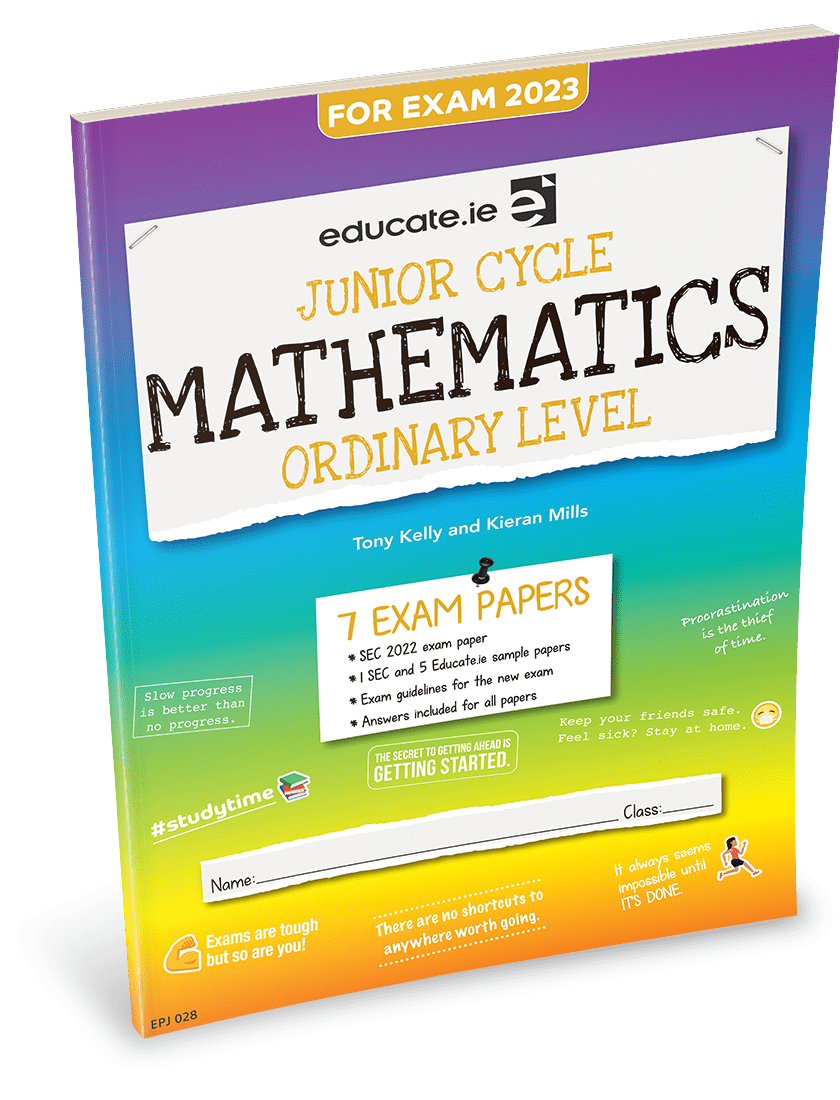 FOR EXAM 2023
educate.ie
JUNIOR CYCLE
MATHEMATICS
ORDINARY LEVEL
Tony Kelly and Kieran Mills
7 EXAM PAPERS
* SEC 2022 exam paper
* 1 SEC and 5 Educate.ie sample papers
* Exam guidelines for the new exam
* Answers included for all papers
Procrastination
is the thief
of time.
Slow progress
is better than
no progress.
Keep your friends safe.
Feel sick? Stay at home.
THE SECRET TO GETTING AHEAD IS
GETTING STARTED.
#studytime
Name:
Class:
It always seems
impossible until
IT'S DONE.
Exams are tough
but so are you!
There are no shortcuts to
anywhere worth going.
EPJ 028